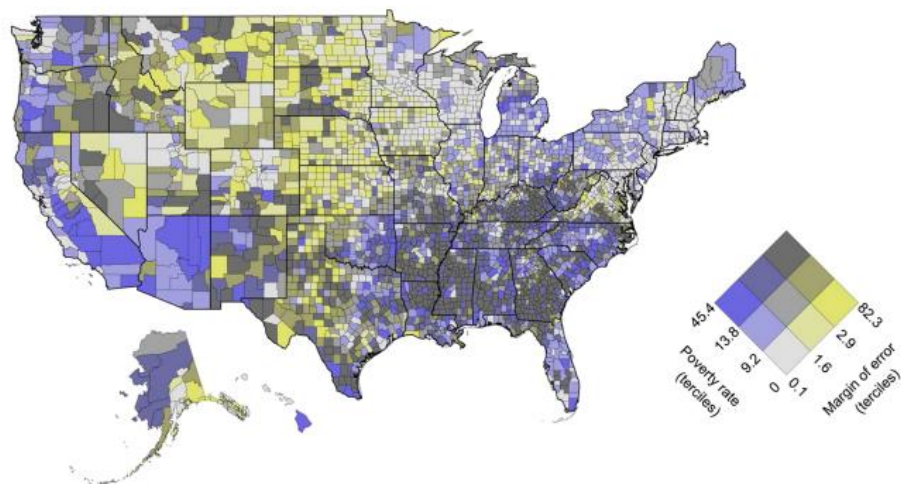 45.4
13.8
9.2
0
Poverty rate
(terciles)
82.3
2.9
1.6
0.1
Margin of error
(terciles)